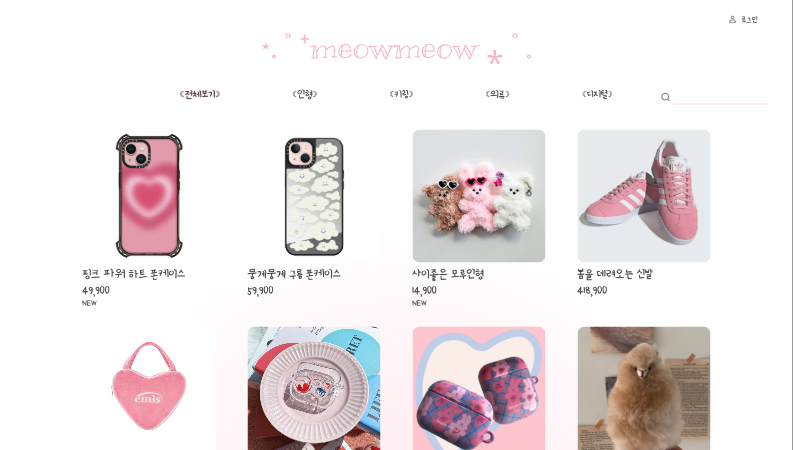 로그인
meowmeow
《전체보기》
《인형》
《키링》
《의류》
《디지털》
핑크 파워 하트 폰케이스
49,900
NEW
뭉게뭉게 구름 폰케이스
59,900
사이좋은 모루인형
14,900
NEW
봄을 데려오는 신발
418,900
emis